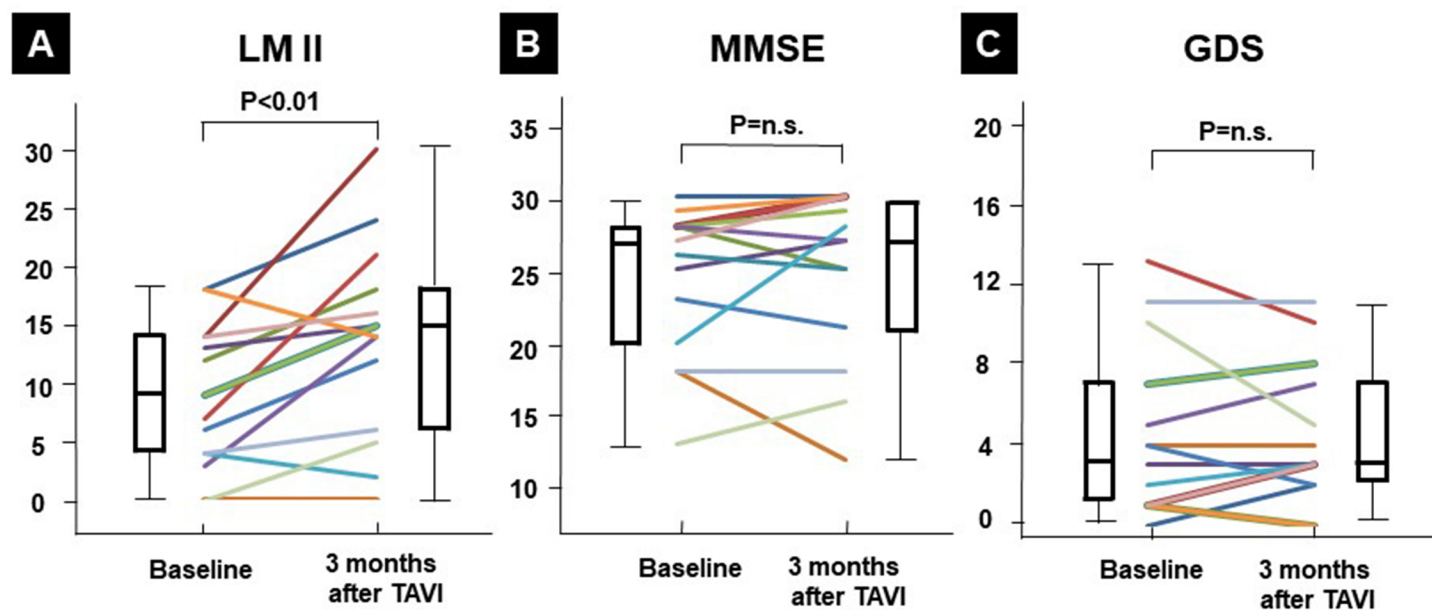 A
LM II
P<0.01
30
25
20
15
10
5
0
Baseline
3 months
after TAVI
B
MMSE
P=n.s.
35
30
25
20
15
10
Baseline
3 months
after TAVI
C
GDS
P=n.s.
20
16
12
8
4
0
Baseline
3 months
after TAVI